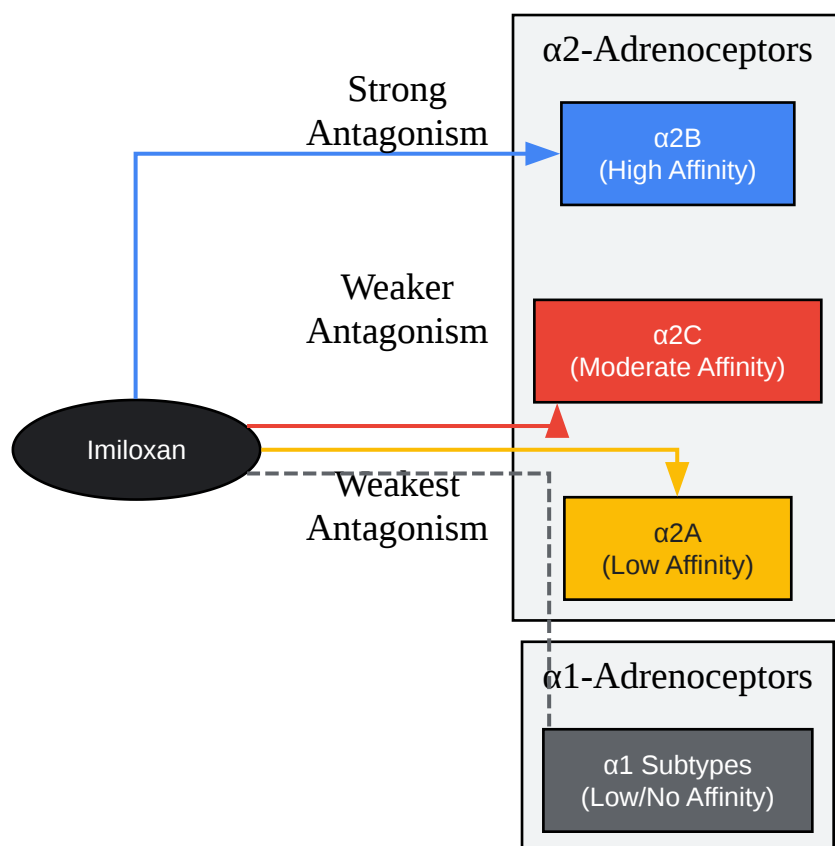 α2-Adrenoceptors
Strong
Antagonism
α2B
(High Affinity)
Weaker
Antagonism
α2C
(Moderate Affinity)
Imiloxan
Weakest
Antagonism
α2A
(Low Affinity)
α1-Adrenoceptors
α1 Subtypes
(Low/No Affinity)